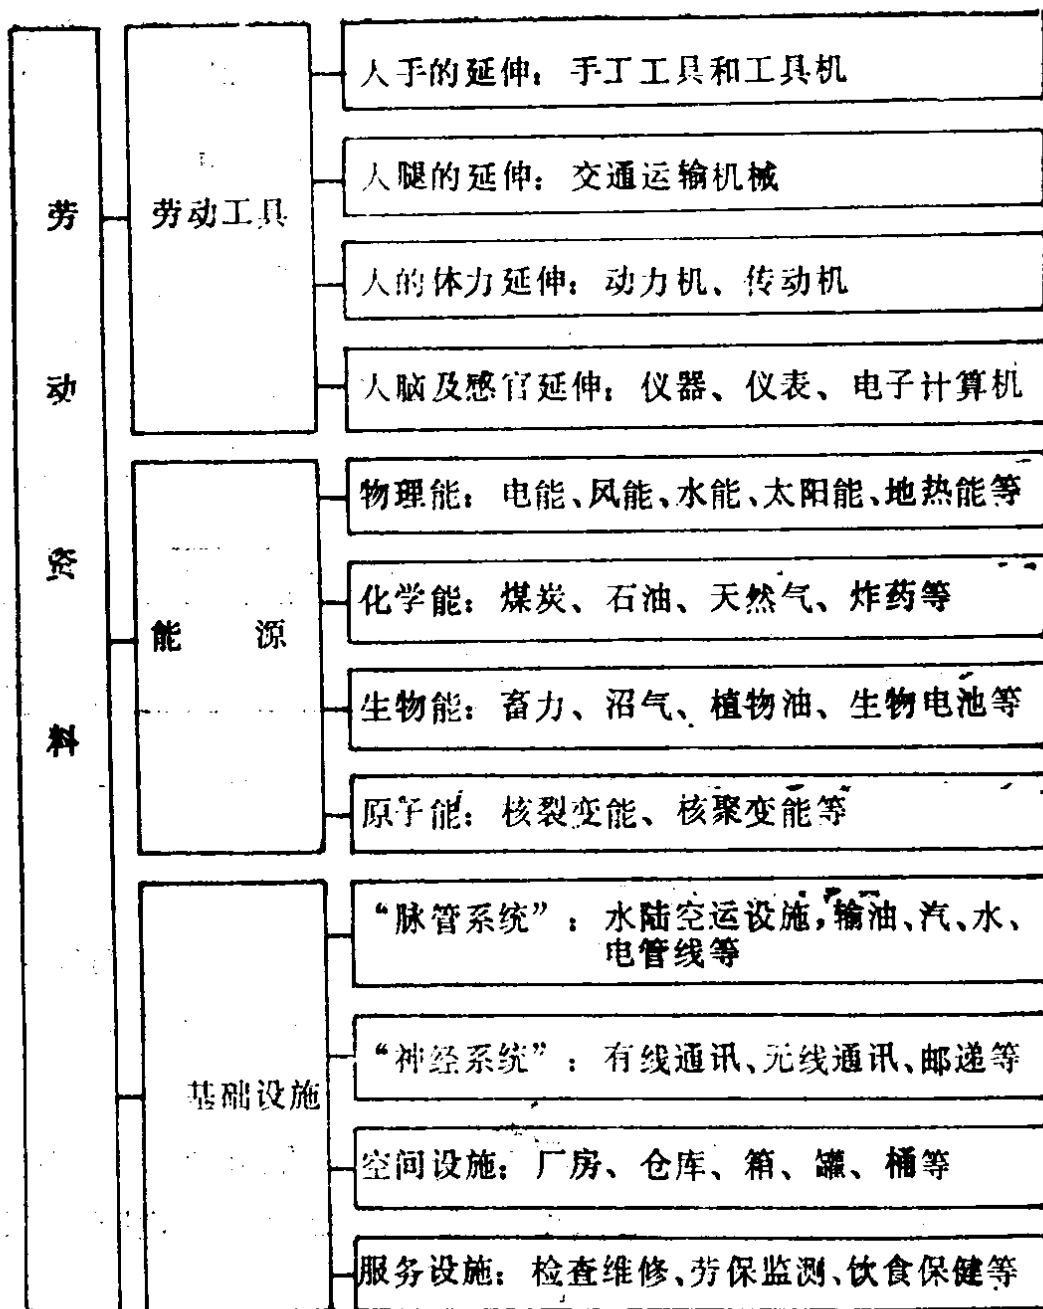 劳动资料
劳动工具
人手的延伸：手工工具和工具机
人腿的延伸：交通运输机械
人的体力延伸：动力机、传动机
人脑及感官延伸：仪器、仪表、电子计算机
能源
物理能：电能、风能、水能、太阳能、地热能等
化学能：煤炭、石油、天然气、炸药等
生物能：畜力、沼气、植物油、生物电池等
原子能：核裂变能、核聚变能等
基础设施
“脉管系统”：水陆空运设施，输油、汽、水、
电管线等
“神经系统”：有线通讯、无线通讯、邮递等
空间设施：厂房、仓库、箱、罐、桶等
服务设施：检查维修、劳保监测、饮食保健等